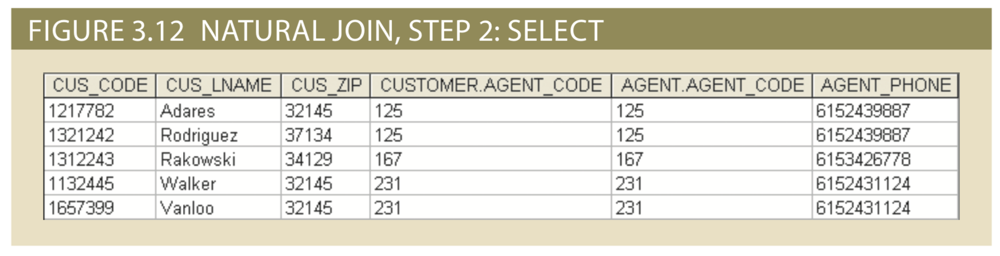 FIGURE 3.12 NATURAL JOIN, STEP 2: SELECT
CUS_CODE CUS_LNAME CUS_ZIP CUSTOMER.AGENT_CODE AGENT.AGENT_CODE AGENT_PHONE
1217782 Adares 32145 125 125 6152439887
1321242 Rodriguez 37134 125 125 6152439887
1312243 Rakowski 34129 167 167 6153426778
1132445 Walker 32145 231 231 6152431124
1657399 Vanloo 32145 231 231 6152431124